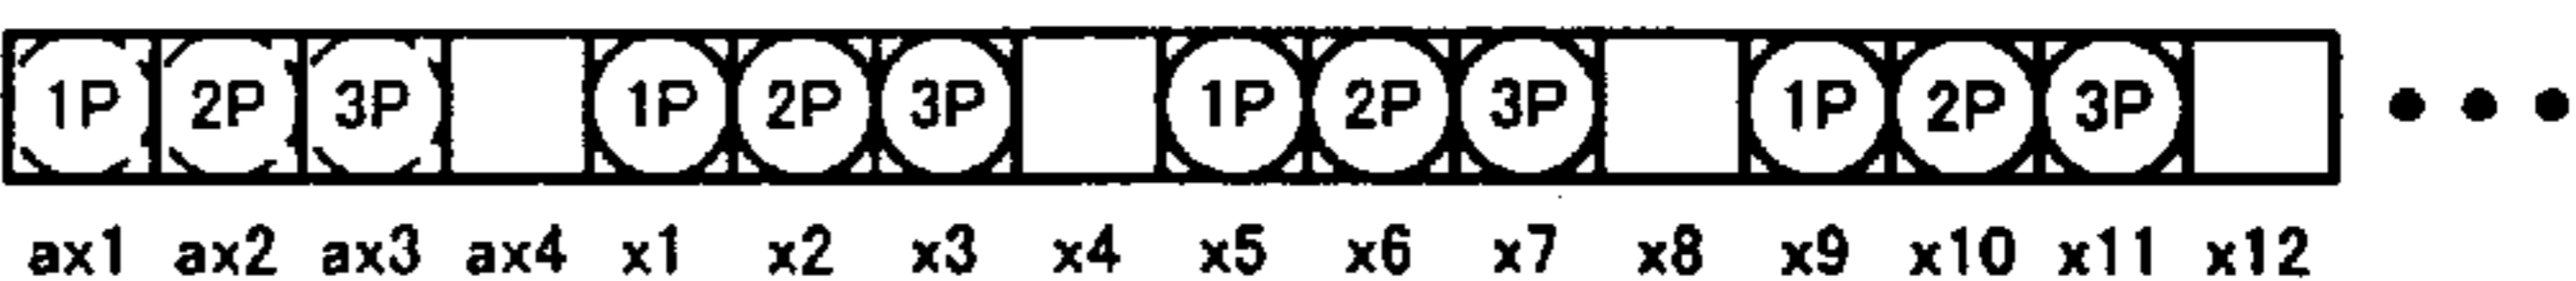 1P 2P 3P 1P 2P 3P 1P 2P 3P 1P 2P 3P
ax1 ax2 ax3 ax4 x1 x2 x3 x4 x5 x6 x7 x8 x9 x10 x11 x12